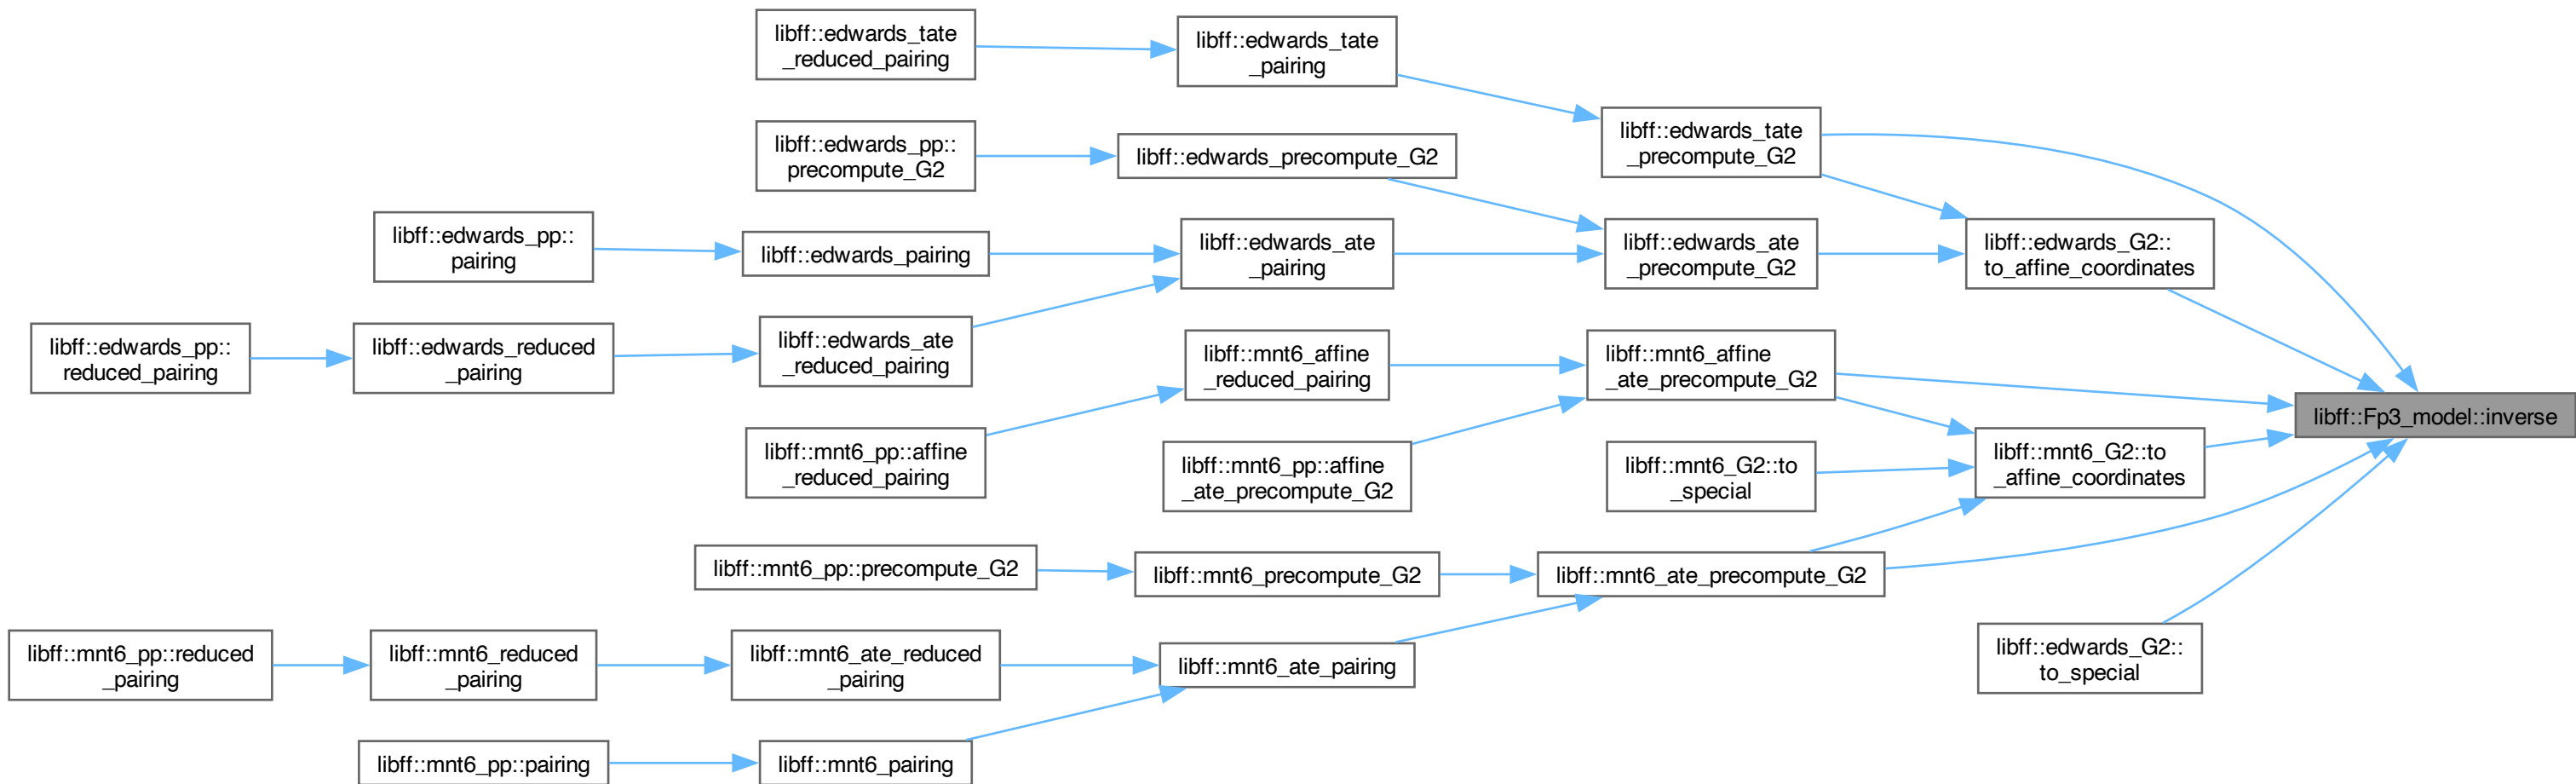 libff::edwards_tate
_reduced_pairing
libff::edwards_tate
_pairing
libff::edwards_tate
_precompute_G2
libff::edwards_pp::
precompute_G2
libff::edwards_precompute_G2
libff::edwards_pp::
pairing
libff::edwards_pairing
libff::edwards_ate
_pairing
libff::edwards_ate
_precompute_G2
libff::edwards_G2::
to_affine_coordinates
libff::edwards_pp::
reduced_pairing
libff::edwards_reduced
_pairing
libff::edwards_ate
_reduced_pairing
libff::mnt6_affine
_reduced_pairing
libff::mnt6_affine
_ate_precompute_G2
libff::Fp3_model::inverse
libff::mnt6_pp::affine
_reduced_pairing
libff::mnt6_pp::affine
_ate_precompute_G2
libff::mnt6_G2::to
_special
libff::mnt6_G2::to
_affine_coordinates
libff::mnt6_pp::precompute_G2
libff::mnt6_precompute_G2
libff::mnt6_ate_precompute_G2
libff::mnt6_pp::reduced
_pairing
libff::mnt6_reduced
_pairing
libff::mnt6_ate_reduced
_pairing
libff::mnt6_ate_pairing
libff::edwards_G2::
to_special
libff::mnt6_pp::pairing
libff::mnt6_pairing